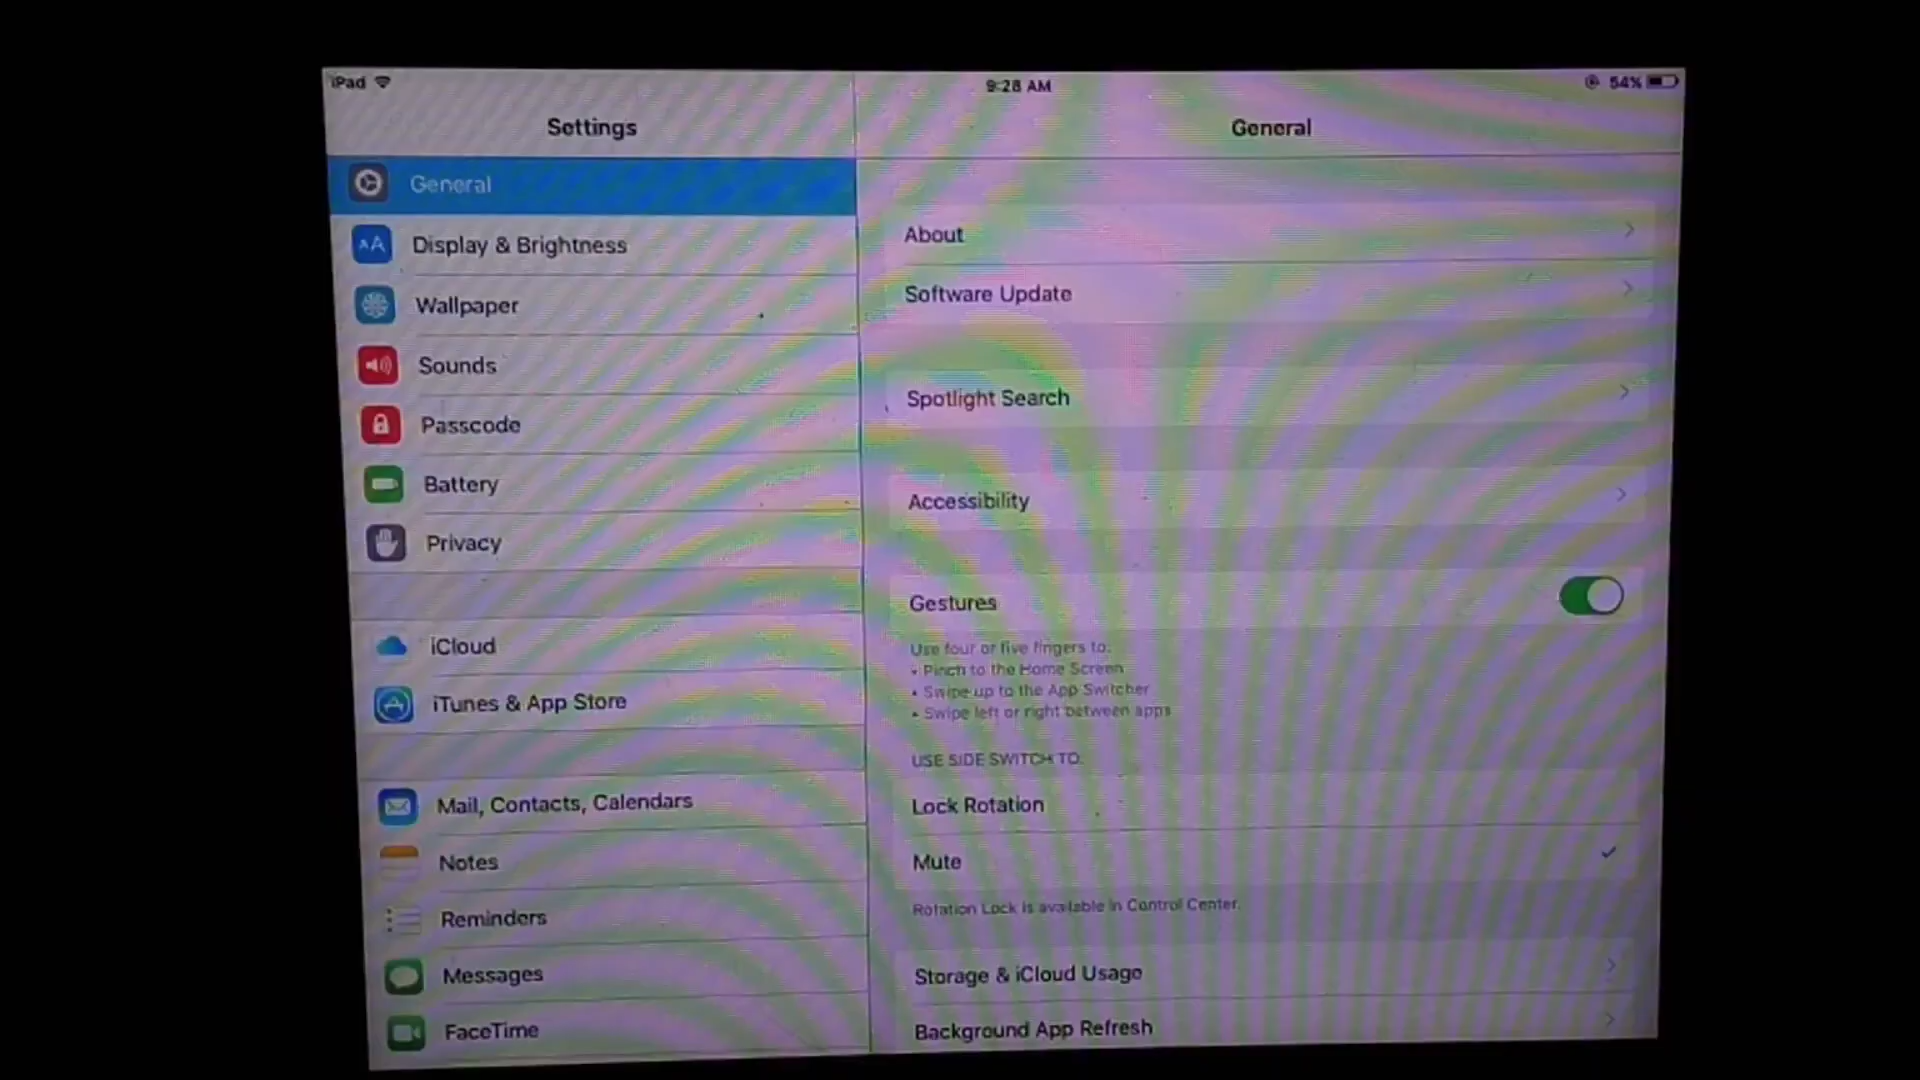 iPad
9:28 AM
54%
Settings
General
General
Display & Brightness
Wallpaper
Sounds
Passcode
Battery
Privacy
iCloud
iTunes & App Store
Mail, Contacts, Calendars
Notes
Reminders
Messages
FaceTime
About
Software Update
Spotlight Search
Accessibility
Gestures
Use four or five fingers to:
• Pinch to the Home Screen
• Swipe up to the App Switcher
• Swipe left or right between apps
USE SIDE SWITCH TO:
Lock Rotation
Mute
Rotation Lock is available in Control Center.
Storage & iCloud Usage
Background App Refresh